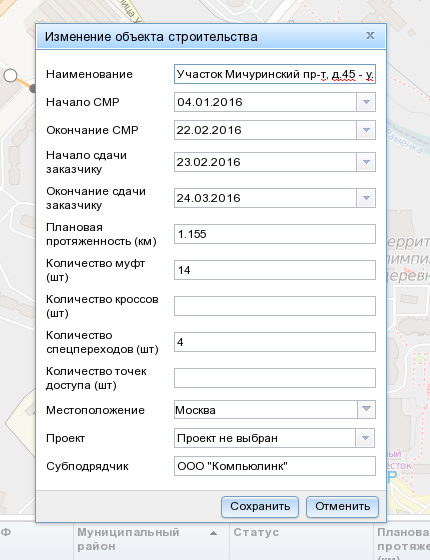 Изменение объекта строительства x
Наименование Участок Мичуринский пр-т, д.45 - у
Начало СМР 04.01.2016
Окончание СМР 22.02.2016
Начало сдачи
заказчику 23.02.2016
Окончание сдачи
заказчику 24.03.2016
Плановая
протяженность (км) 1.155
Количество муфт
(шт) 14
Количество кроссов
(шт)
Количество
спецпереходов (шт) 4
Количество точек
доступа (шт)
Местоположение Москва
Проект Проект не выбран
Субподрядчик ООО "Компьюлинк"
Сохранить Отменить
Ф Муниципальный
район Статус Планова
протяже
(км)